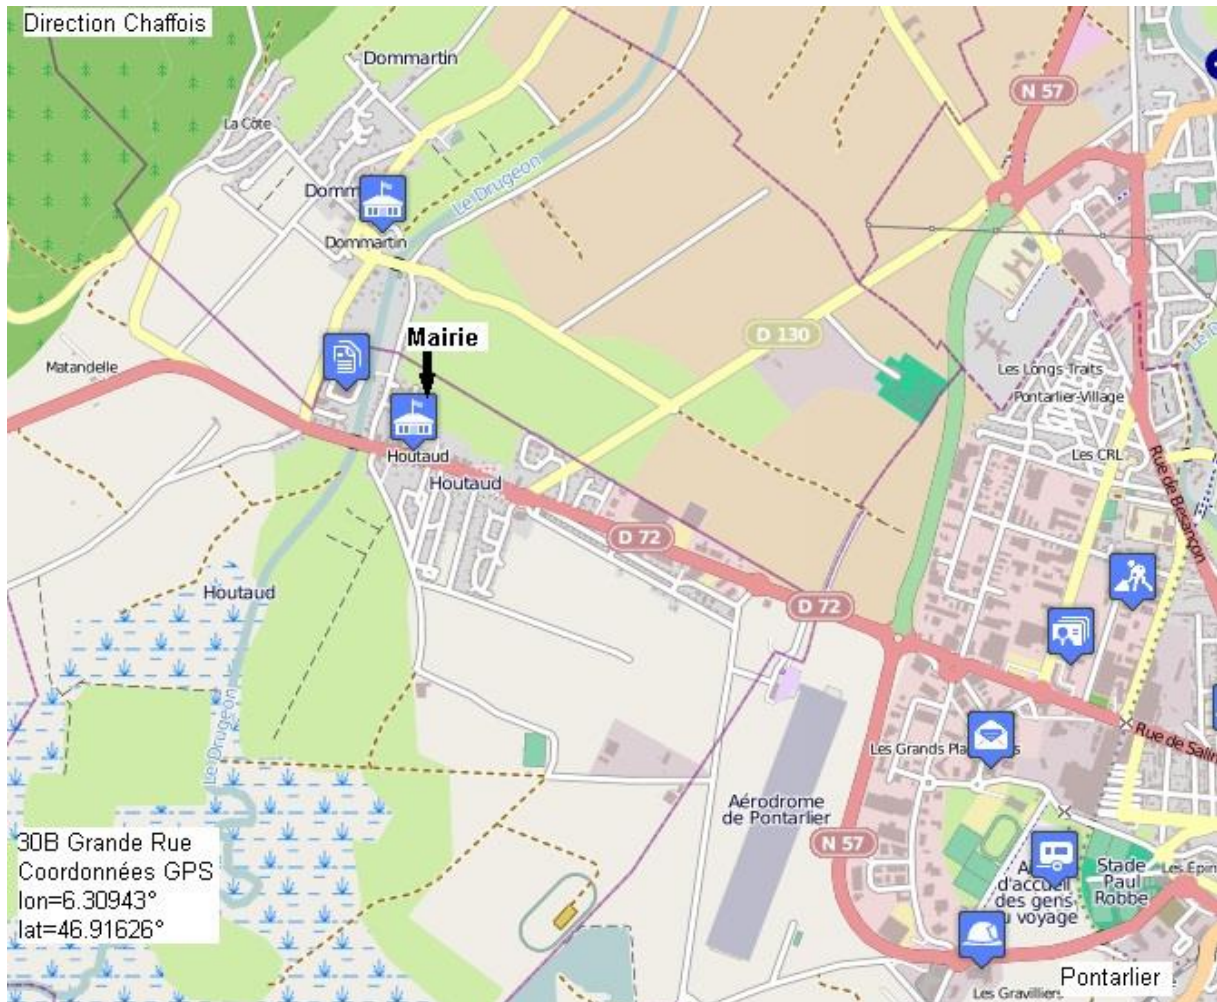 Direction Chaffois
Dommartin
N 57
La Côte
Le Drugeon
Dommartin
D 130
Mairie
Matandelle
Les Longs Traits
Pontarlier-Village
Les CRL
Rue de Besançon
Houtaud
Houtaud
D 72
D 72
Houtaud
Le Drugeon
Rue de Salin
Les Grands
Aérodrome
de Pontarlier
N 57
30B Grande Rue
Coordonnées GPS
lon=6.30943°
lat=46.91626°
d'accueil
des gens
du voyage
Stade
Paul
Robbe
Les Épin
Pontarlier
Les Gravilliers